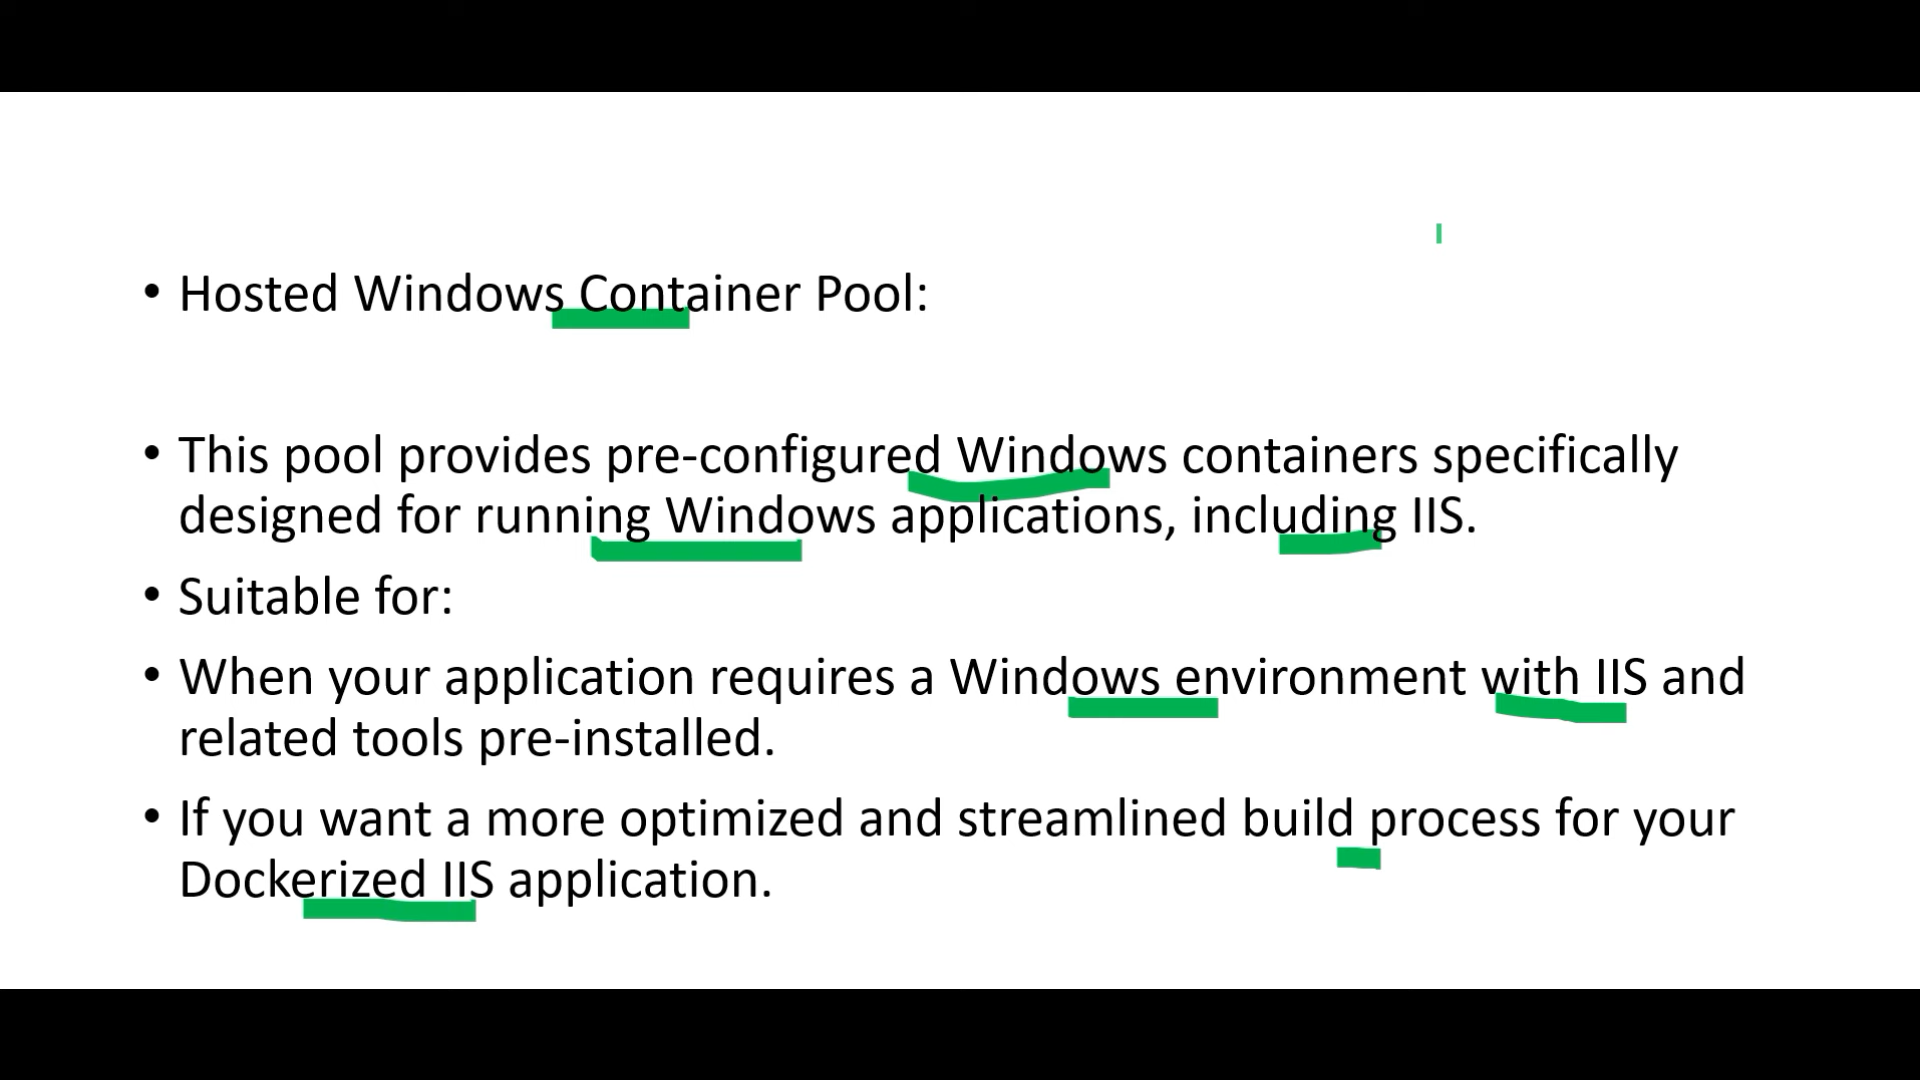 • Hosted Windows Container Pool:
• This pool provides pre-configured Windows containers specifically
designed for running Windows applications, including IIS.
• Suitable for:
• When your application requires a Windows environment with IIS and
related tools pre-installed.
• If you want a more optimized and streamlined build process for your
Dockerized IIS application.